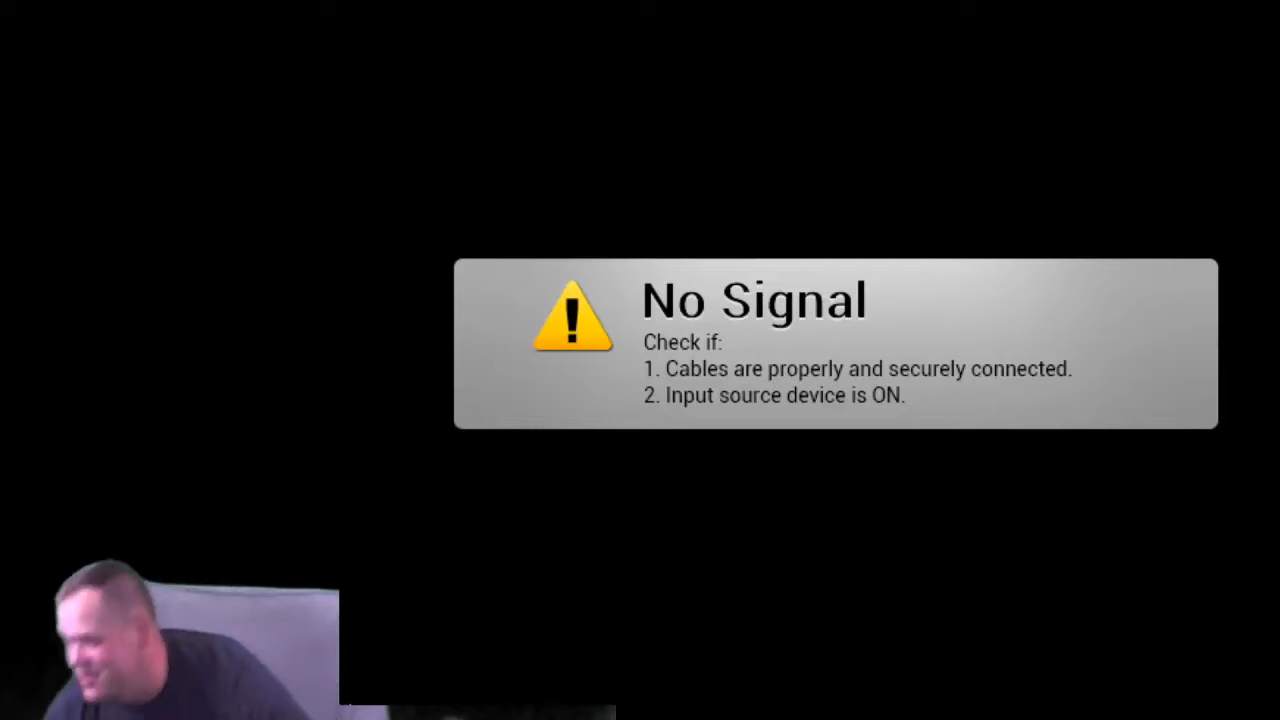 No Signal
Check if:
1. Cables are properly and securely connected.
2. Input source device is ON.